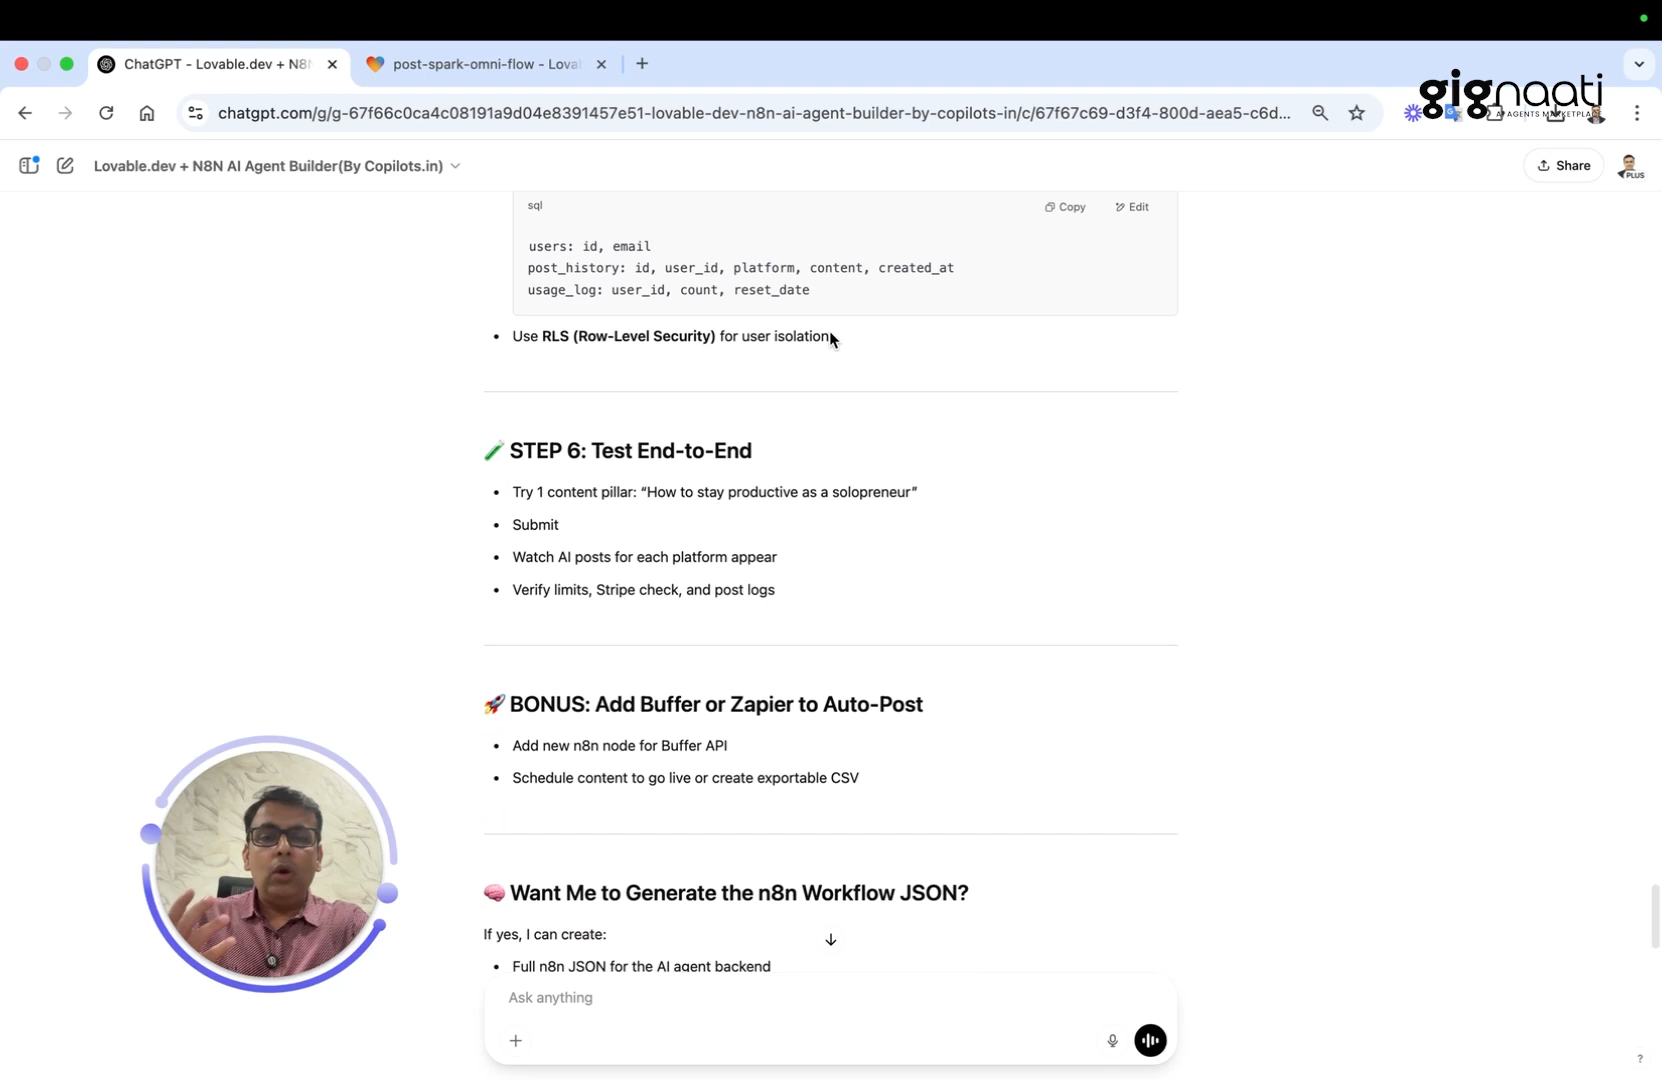 ChatGPT - Lovable.dev + N8N
post-spark-omni-flow - Lova
chatgpt.com/g/g-67f66c0ca4c08191a9d04e8391457e51-lovable-dev-n8n-ai-agent-builder-by-copilots-in/c/67f67c69-d3f4-800d-aea5-c6d...
gignaati
AI AGENTS MARKETPLA
Lovable.dev + N8N AI Agent Builder(By Copilots.in)
Share
PLUS
sql
Copy
Edit
users: id, email
post_history: id, user_id, platform, content, created_at
usage_log: user_id, count, reset_date
• Use RLS (Row-Level Security) for user isolation
STEP 6: Test End-to-End
• Try 1 content pillar: “How to stay productive as a solopreneur”
• Submit
• Watch AI posts for each platform appear
• Verify limits, Stripe check, and post logs
BONUS: Add Buffer or Zapier to Auto-Post
• Add new n8n node for Buffer API
• Schedule content to go live or create exportable CSV
Want Me to Generate the n8n Workflow JSON?
If yes, I can create:
• Full n8n JSON for the AI agent backend
Ask anything
?